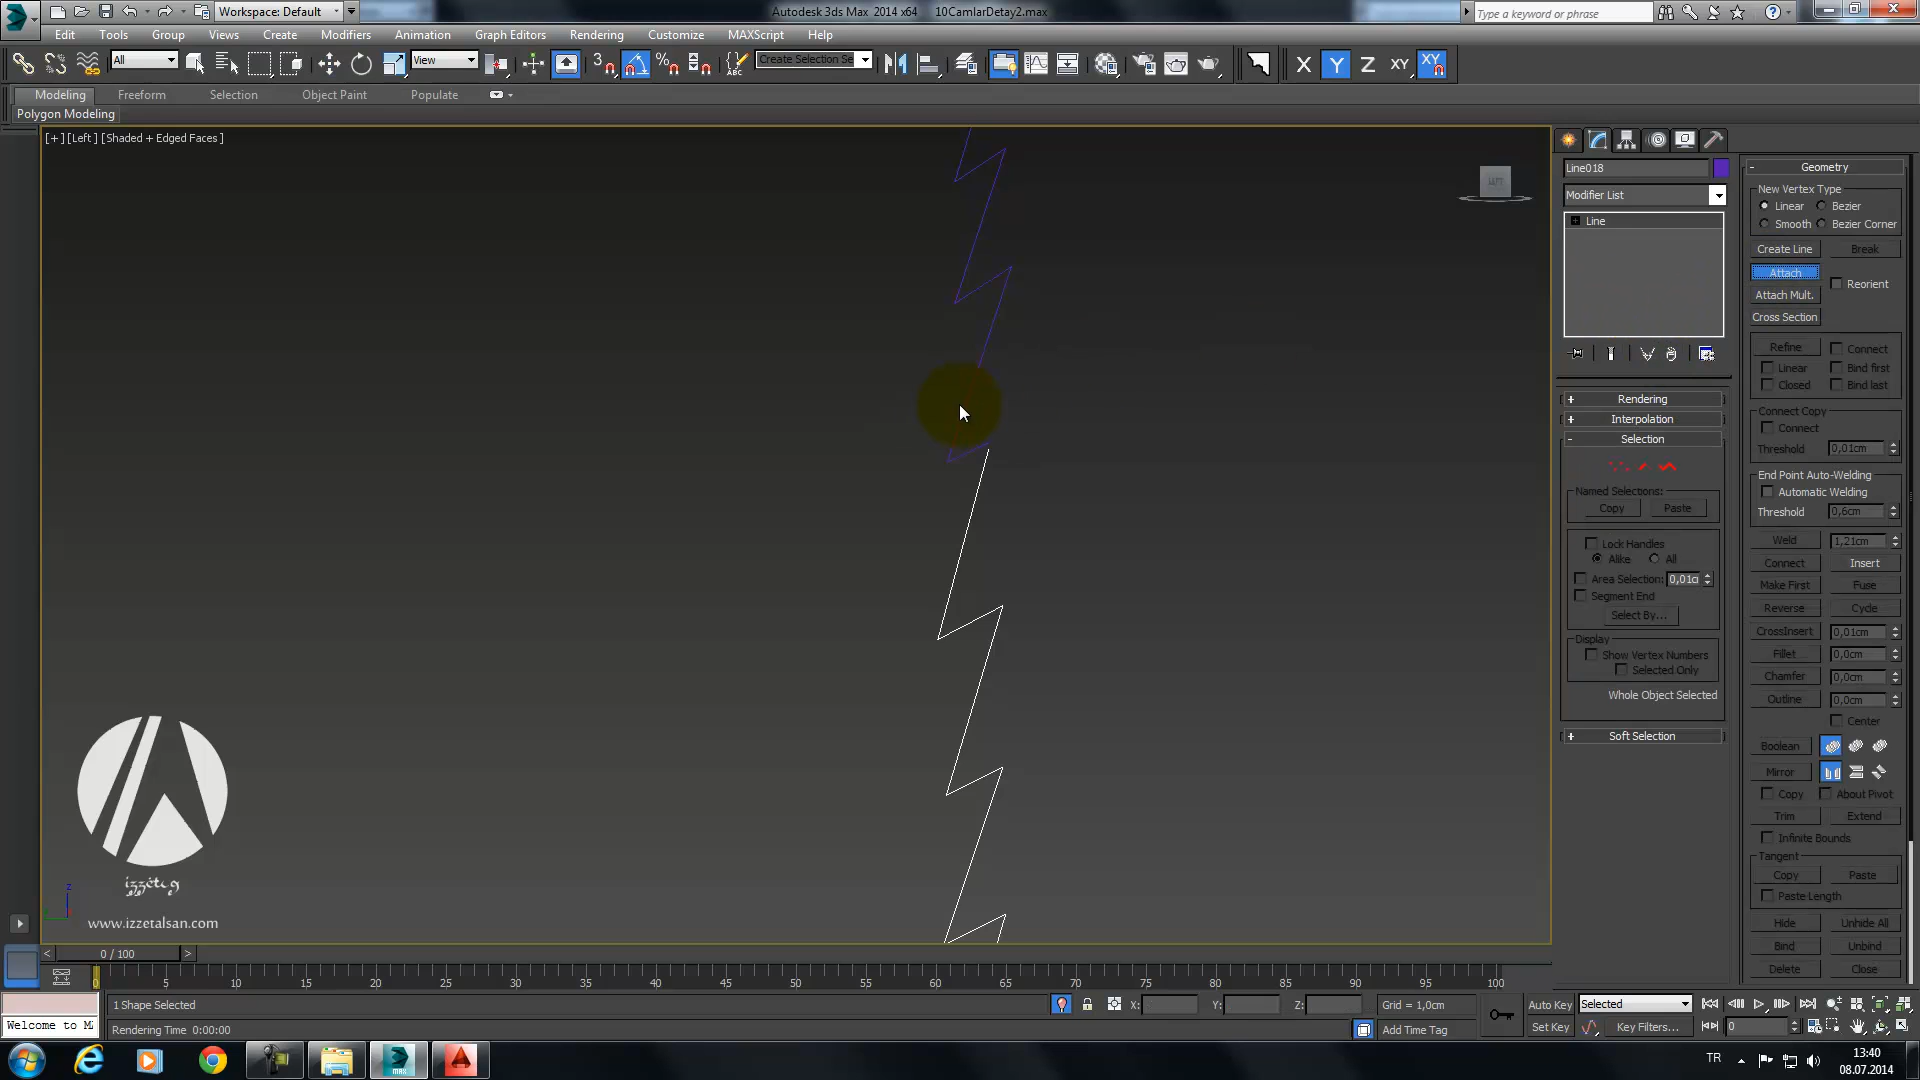 Workspace: Default
Autodesk 3ds Max 2014 x64 10CamlarDetay2.max
Type a keyword or phrase
Edit Tools Group Views Create Modifiers Animation Graph Editors Rendering Customize MAXScript Help
All View Create Selection Se X Y Z XY XY
Modeling Freeform Selection Object Paint Populate
Polygon Modeling
[+] [Left] [Shaded + Edged Faces]
LEFT
Line018
Modifier List
Line
Rendering
Interpolation
Selection
Named Selections:
Copy Paste
Lock Handles
Alike All
Area Selection: 0,01c
Segment End
Select By...
Display
Show Vertex Numbers
Selected Only
Whole Object Selected
Soft Selection
Geometry
New Vertex Type
Linear Bezier
Smooth Bezier Corner
Create Line Break
Attach Reorient
Attach Mult.
Cross Section
Refine Connect
Linear Bind first
Closed Bind last
Connect Copy
Connect
Threshold 0,01cm
End Point Auto-Welding
Automatic Welding
Threshold 0,6cm
Weld 1,21cm
Connect Insert
Make First Fuse
Reverse Cycle
CrossInsert 0,01cm
Fillet 0,0cm
Chamfer 0,0cm
Outline 0,0cm
Center
Boolean
Mirror
Copy About Pivot
Trim Extend
Infinite Bounds
Tangent
Copy Paste
Paste Length
Hide Unhide All
Bind Unbind
Delete Close
www.izzetalsan.com
z
0 / 100
0 5 10 15 20 25 30 35 40 45 50 55 60 65 70 75 80 85 90 95 100
1 Shape Selected X: Y: Z: Grid = 1,0cm Auto Key Selected
Welcome to M
Rendering Time 0:00:00 Add Time Tag Set Key Key Filters... 0
MAX
TR 13:40
08.07.2014